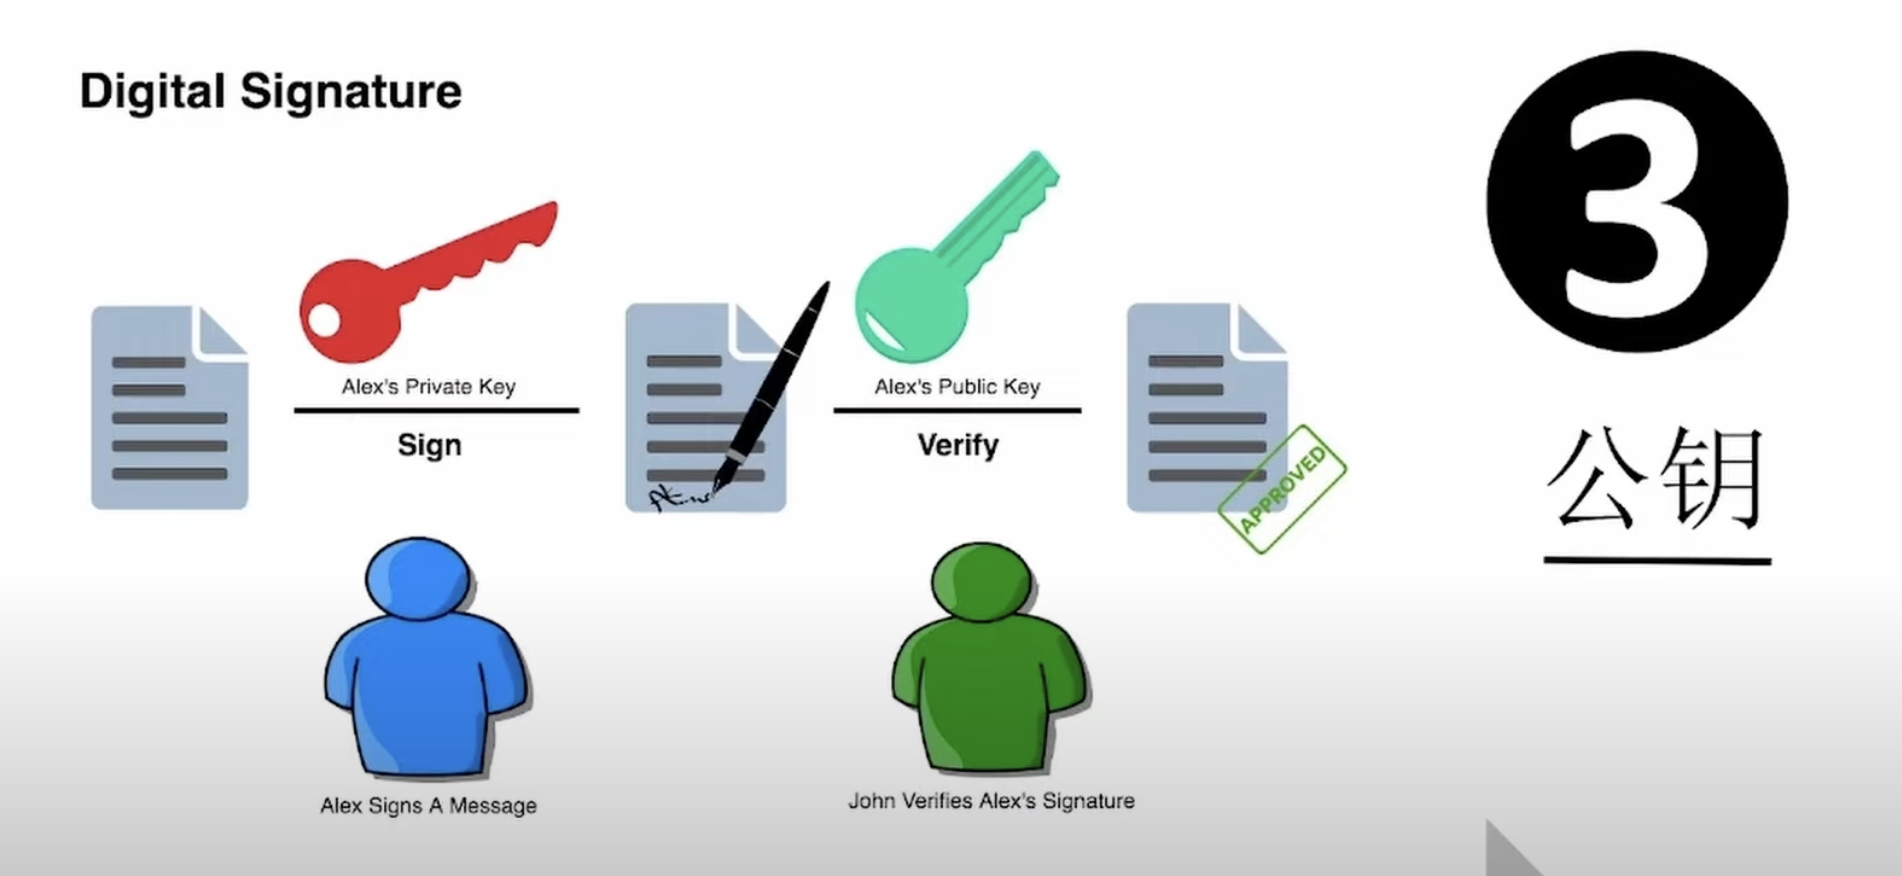 Digital Signature
Alex's Private Key
Sign
Alex's Public Key
Verify
APPROVED
Alex Signs A Message
John Verifies Alex's Signature
3
公钥